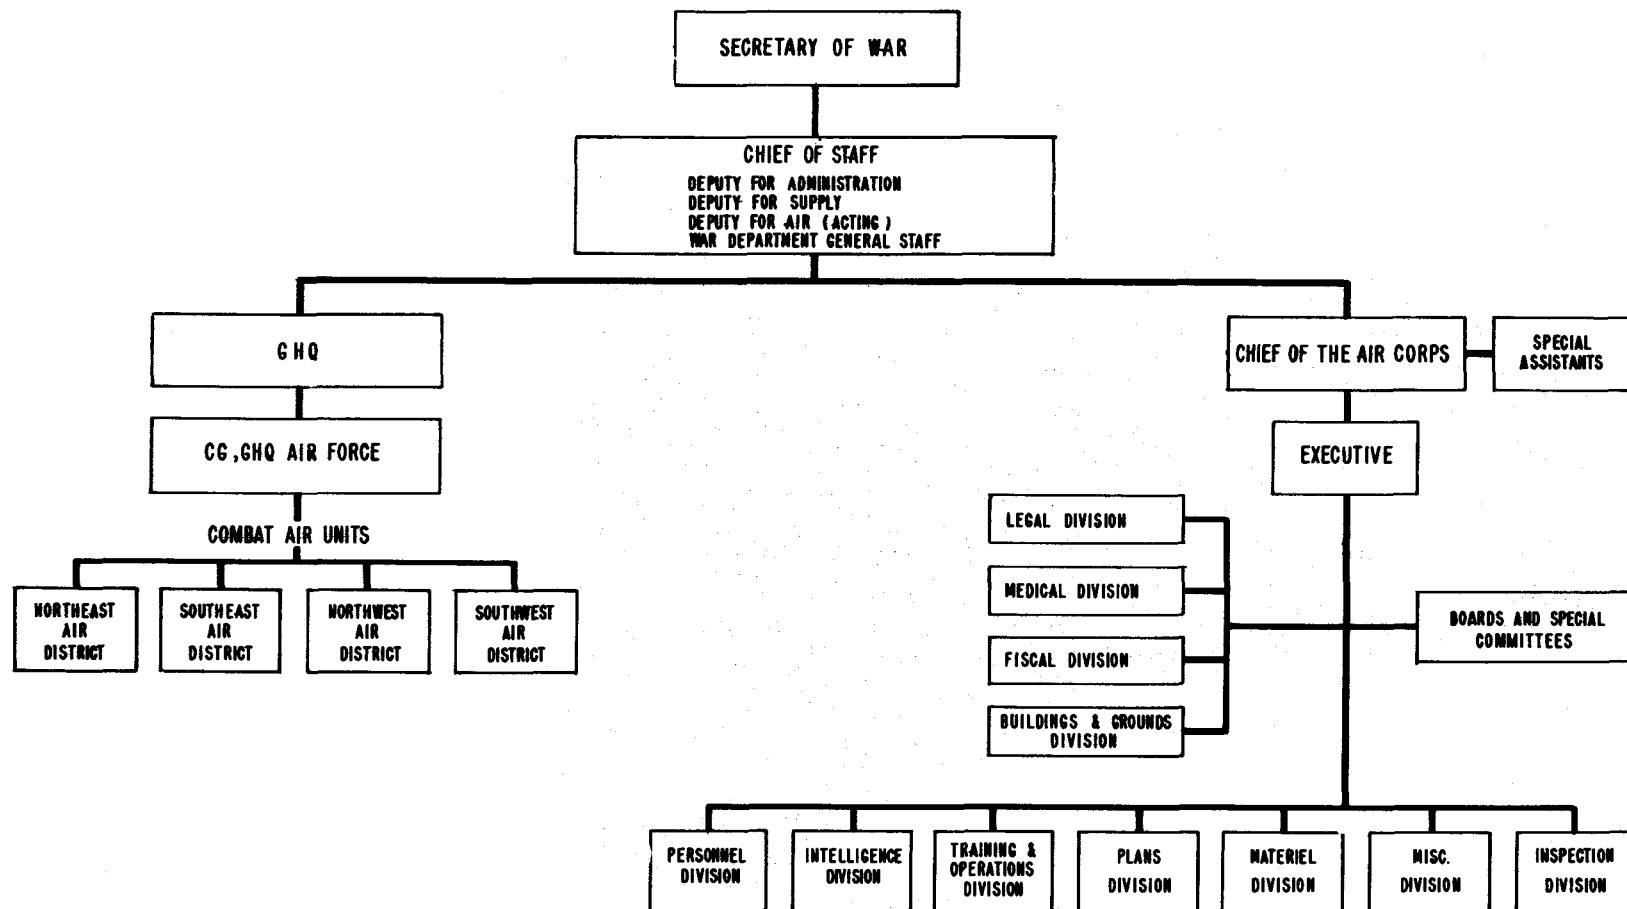 SECRETARY OF WAR
CHIEF OF STAFF
DEPUTY FOR ADMINISTRATION
DEPUTY FOR SUPPLY
DEPUTY FOR AIR (ACTING)
WAR DEPARTMENT GENERAL STAFF
GHQ
CHIEF OF THE AIR CORPS
SPECIAL
ASSISTANTS
CG, GHQ AIR FORCE
EXECUTIVE
COMBAT AIR UNITS
NORTHEAST
AIR
DISTRICT
SOUTHEAST
AIR
DISTRICT
NORTHWEST
AIR
DISTRICT
SOUTHWEST
AIR
DISTRICT
LEGAL DIVISION
MEDICAL DIVISION
FISCAL DIVISION
BUILDINGS & GROUNDS
DIVISION
BOARDS AND SPECIAL
COMMITTEES
PERSONNEL
DIVISION
INTELLIGENCE
DIVISION
TRAINING &
OPERATIONS
DIVISION
PLANS
DIVISION
MATERIEL
DIVISION
MISC.
DIVISION
INSPECTION
DIVISION